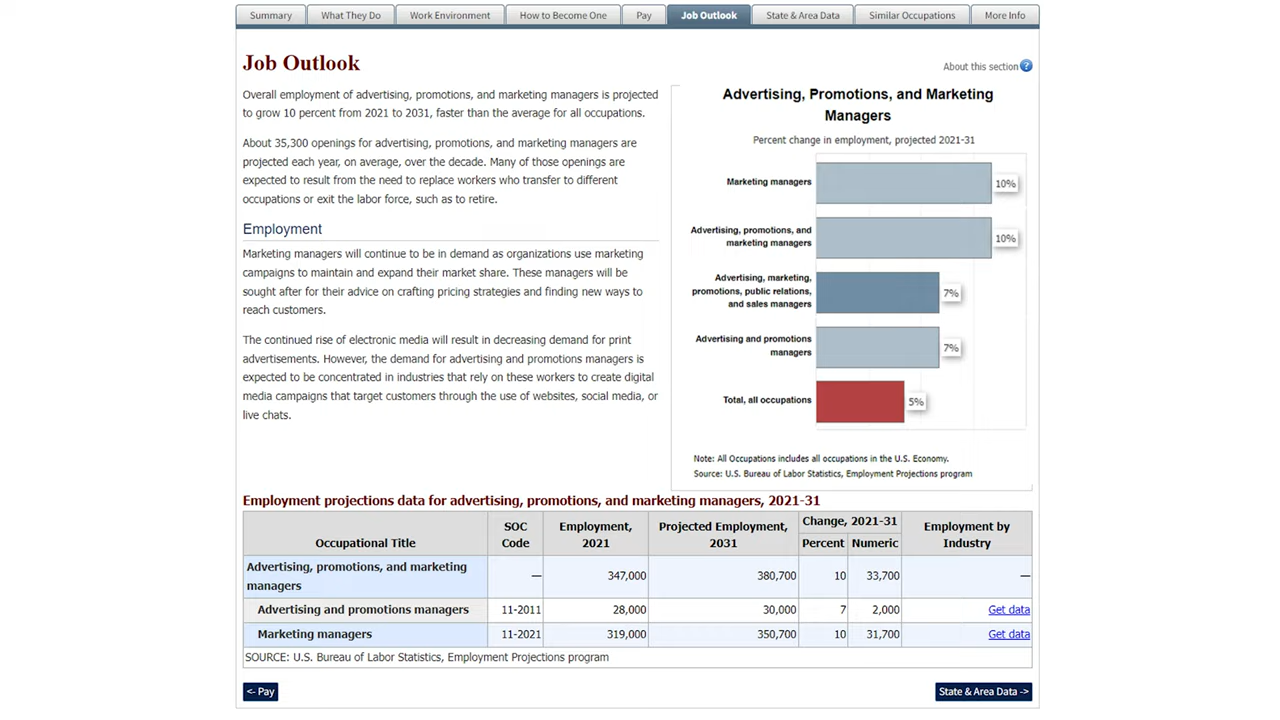 Summary
What They Do
Work Environment
How to Become One
Pay
Job Outlook
State & Area Data
Similar Occupations
More Info
Job Outlook
About this section ?
Overall employment of advertising, promotions, and marketing managers is projected
to grow 10 percent from 2021 to 2031, faster than the average for all occupations.
About 35,300 openings for advertising, promotions, and marketing managers are
projected each year, on average, over the decade. Many of those openings are
expected to result from the need to replace workers who transfer to different
occupations or exit the labor force, such as to retire.
Employment
Marketing managers will continue to be in demand as organizations use marketing
campaigns to maintain and expand their market share. These managers will be
sought after for their advice on crafting pricing strategies and finding new ways to
reach customers.
The continued rise of electronic media will result in decreasing demand for print
advertisements. However, the demand for advertising and promotions managers is
expected to be concentrated in industries that rely on these workers to create digital
media campaigns that target customers through the use of websites, social media, or
live chats.
Advertising, Promotions, and Marketing
Managers
Percent change in employment, projected 2021-31
Marketing managers
10%
Advertising, promotions, and
marketing managers
10%
Advertising, marketing,
promotions, public relations,
and sales managers
7%
Advertising and promotions
managers
7%
Total, all occupations
5%
Note: All Occupations includes all occupations in the U.S. Economy.
Source: U.S. Bureau of Labor Statistics, Employment Projections program
Employment projections data for advertising, promotions, and marketing managers, 2021-31
Occupational Title
SOC
Code
Employment,
2021
Projected Employment,
2031
Change, 2021-31
Percent
Numeric
Employment by
Industry
Advertising, promotions, and marketing
managers
—
347,000
380,700
10
33,700
—
Advertising and promotions managers
11-2011
28,000
30,000
7
2,000
Get data
Marketing managers
11-2021
319,000
350,700
10
31,700
Get data
SOURCE: U.S. Bureau of Labor Statistics, Employment Projections program
<- Pay
State & Area Data ->